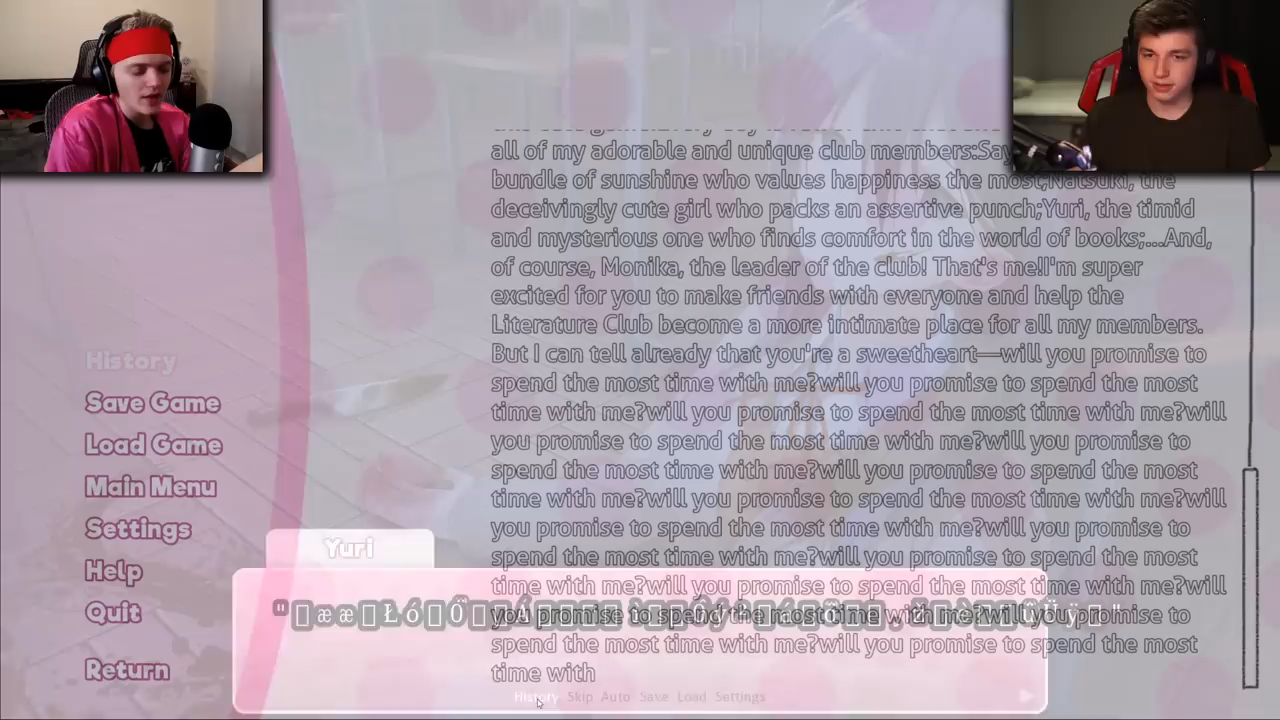 all of my adorable and unique club members:Say
bundle of sunshine who values happiness the most;Natsuki, the
deceivingly cute girl who packs an assertive punch;Yuri, the timid
and mysterious one who finds comfort in the world of books;...And,
of course, Monika, the leader of the club! That's me!I'm super
excited for you to make friends with everyone and help the
Literature Club become a more intimate place for all my members.
But I can tell already that you're a sweetheart—will you promise to
spend the most time with me?will you promise to spend the most
time with me?will you promise to spend the most time with me?will
you promise to spend the most time with me?will you promise to
spend the most time with me?will you promise to spend the most
time with me?will you promise to spend the most time with me?will
you promise to spend the most time with me?will you promise to
spend the most time with me?will you promise to spend the most
time with me?will you promise to spend the most time with me?will
you promise to spend the most time with me?will you promise to
spend the most time with me?will you promise to spend the most
time with
History
Save Game
Load Game
Main Menu
Settings
Help
Quit
Return
Yuri
History Skip Auto Save Load Settings